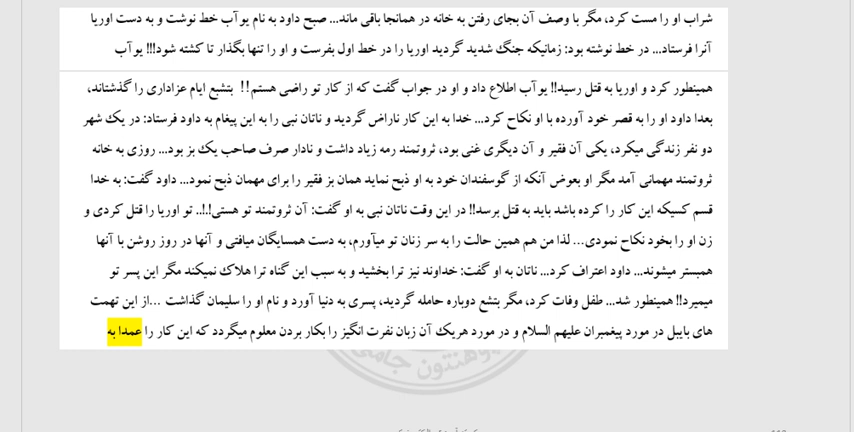 شراب او را مست کرد، مگر با وصف آن بجای رفتن به خانه در همانجا باقی ماند... صبح داود به نام یوآب خط نوشت و به دست اوریا
آنرا فرستاد... در خط نوشته بود: زمانیکه جنگ شدید گردید اوریا را در خط اول بفرست و او را تنها بگذار تا کشته شود!!! یوآب
همینطور کرد و اوریا به قتل رسید!! یوآب اطلاع داد و او در جواب گفت که از کار تو راضی هستم!! بتشبع ایام عزاداری را گذشتاند،
بعدا داود او را به قصر خود آورده با او نکاح کرد... خدا به این کار ناراض گردید و ناتان نبی را به این پیغام به داود فرستاد: در یک شهر
دو نفر زندگی میکرد، یکی آن فقیر و آن دیگری غنی بود، ثروتمند رمه زیاد داشت و نادار صرف صاحب یک بز بود... روزی به خانه
ثروتمند مهمانی آمد مگر او بعوض آنکه از گوسفندان خود به او ذبح نماید همان بز فقیر را برای مهمان ذبح نمود... داود گفت: به خدا
قسم کسیکه این کار را کرده باشد باید به قتل برسد!! در این وقت ناتان نبی به او گفت: آن ثروتمند تو هستی!.!.. تو اوریا را قتل کردی و
زن او را بخود نکاح نمودی... لذا من هم همین حالت را به سر زنان تو میآورم، به دست همسایگان میافتی و آنها در روز روشن با آنها
همبستر میشوند... داود اعتراف کرد... ناتان به او گفت: خداوند نیز ترا بخشید و به سبب این گناه ترا هلاک نمیکند مگر این پسر تو
میمیرد!! همینطور شد... طفل وفات کرد، مگر بتشع دوباره حامله گردید، پسری به دنیا آورد و نام او را سلیمان گذاشت ...از این تهمت
های بایبل در مورد پیغمبران علیهم السلام و در مورد هریک آن زبان نفرت انگیز را بکار بردن معلوم میگردد که این کار را عمدا به